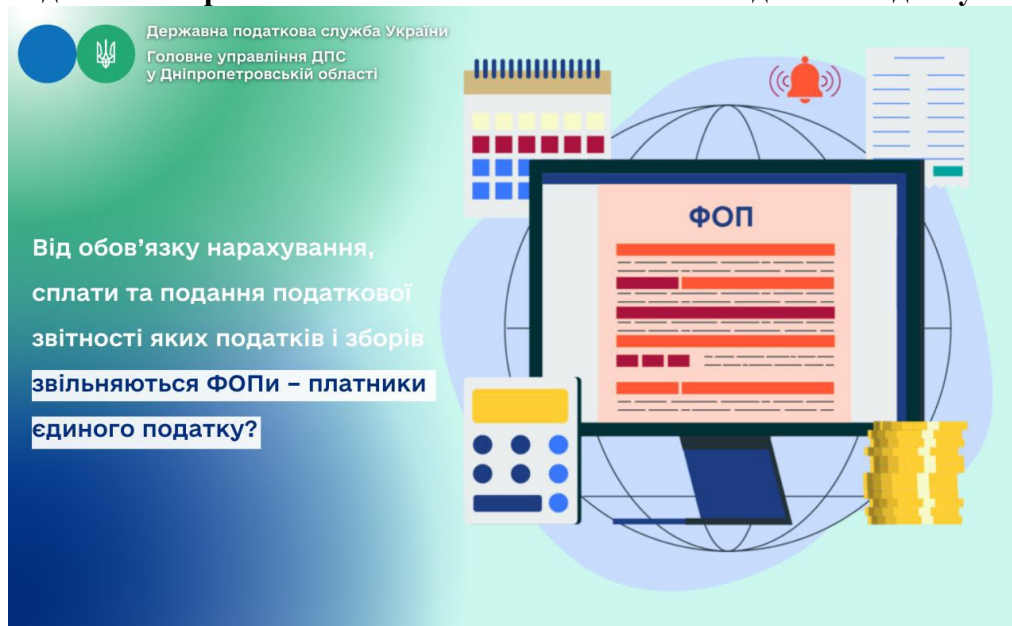 Державна податкова служба України
Головне управління ДПС
у Дніпропетровській області
Від обов’язку нарахування,
сплати та подання податкової
звітності яких податків і зборів
звільняються ФОПи – платники
єдиного податку?
ФОП